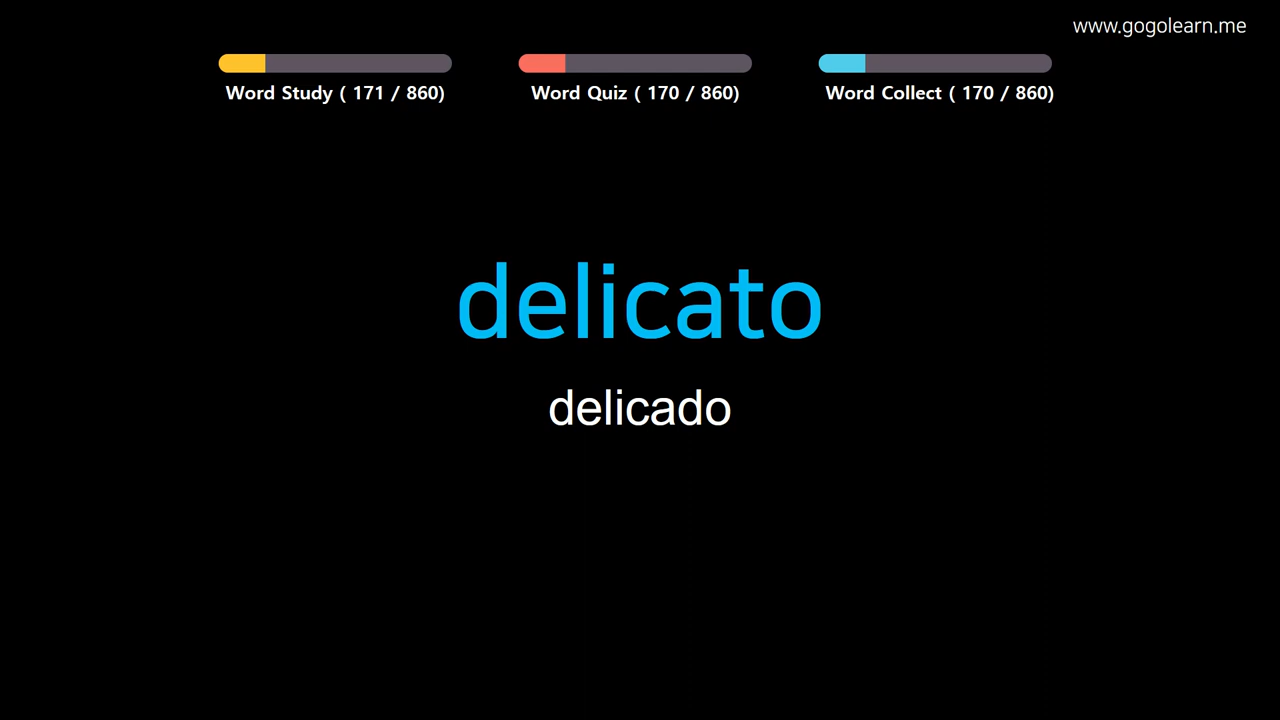 www.gogolearn.me
Word Study ( 171 / 860)
Word Quiz ( 170 / 860)
Word Collect ( 170 / 860)
delicato
delicado